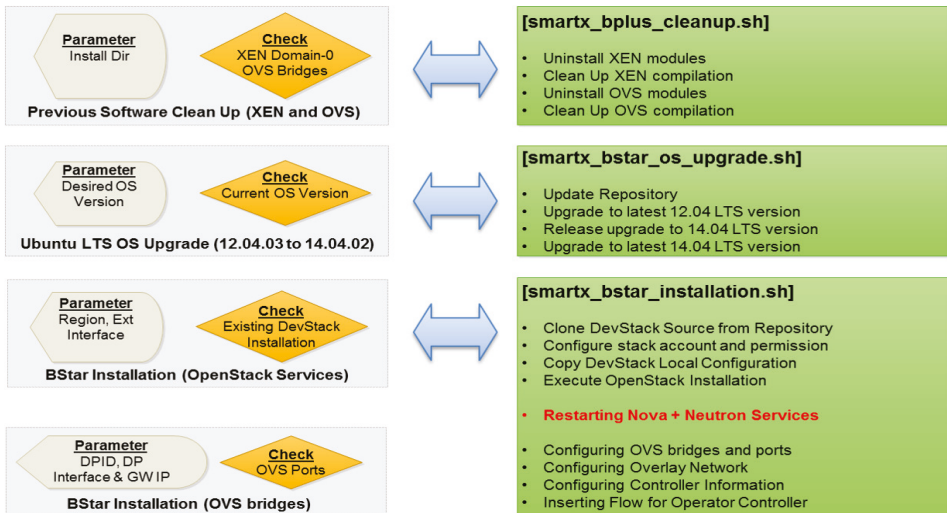 Parameter
Install Dir
Check
XEN Domain-0
OVS Bridges
Previous Software Clean Up (XEN and OVS)
[smartx_bplus_cleanup.sh]
• Uninstall XEN modules
• Clean Up XEN compilation
• Uninstall OVS modules
• Clean Up OVS compilation
Parameter
Desired OS
Version
Check
Current OS Version
Ubuntu LTS OS Upgrade (12.04.03 to 14.04.02)
[smartx_bstar_os_upgrade.sh]
• Update Repository
• Upgrade to latest 12.04 LTS version
• Release upgrade to 14.04 LTS version
• Upgrade to latest 14.04 LTS version
Parameter
Region, Ext
Interface
Check
Existing DevStack
Installation
BStar Installation (OpenStack Services)
[smartx_bstar_installation.sh]
• Clone DevStack Source from Repository
• Configure stack account and permission
• Copy DevStack Local Configuration
• Execute OpenStack Installation
• Restarting Nova + Neutron Services
• Configuring OVS bridges and ports
• Configuring Overlay Network
• Configuring Controller Information
• Inserting Flow for Operator Controller
Parameter
DPID, DP
Interface & GW IP
Check
OVS Ports
BStar Installation (OVS bridges)